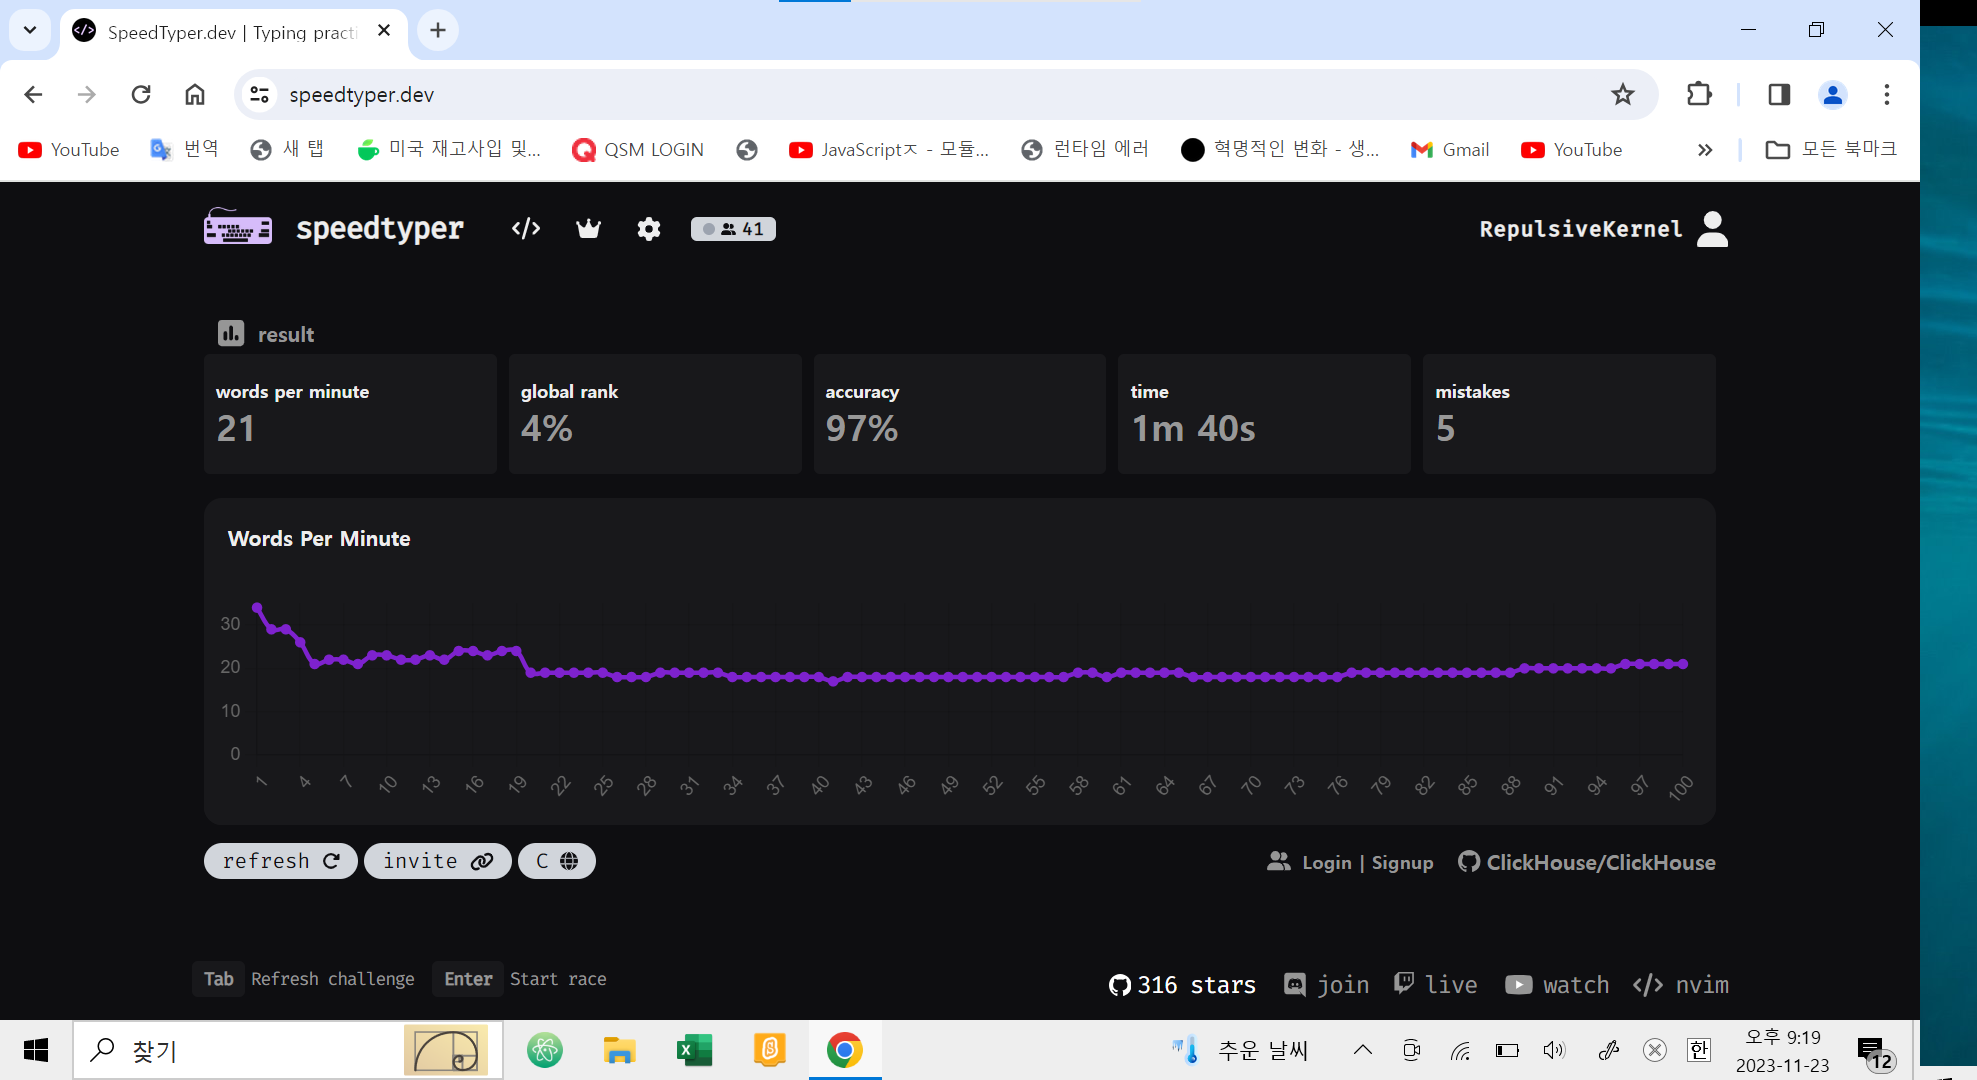 SpeedTyper.dev | Typing practi
speedtyper.dev
YouTube 번역 새 탭 미국 재고사입 및... QSM LOGIN JavaScriptㅈ - 모듈... 런타임 에러 혁명적인 변화 - 생... Gmail YouTube » 모든 북마크
speedtyper </> 41 RepulsiveKernel
result
words per minute global rank accuracy time mistakes
21 4% 97% 1m 40s 5
Words Per Minute
30
20
10
0
1 4 7 10 13 16 19 22 25 28 31 34 37 40 43 46 49 52 55 58 61 64 67 70 73 76 79 82 85 88 91 94 97 100
refresh invite C Login | Signup ClickHouse/ClickHouse
Tab Refresh challenge Enter Start race 316 stars join live watch </> nvim
찾기 추운 날씨 한 오후 9:19
2023-11-23 12